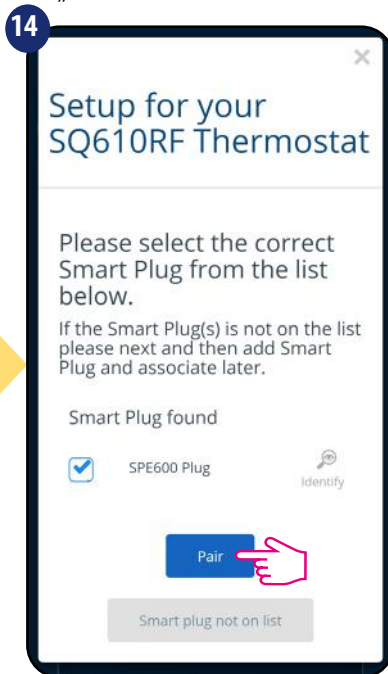 14
Setup for your
SQ610RF Thermostat
Please select the correct
Smart Plug from the list
below.
If the Smart Plug(s) is not on the list
please next and then add Smart
Plug and associate later.
Smart Plug found
SPE600 Plug
Identify
Pair
Smart plug not on list